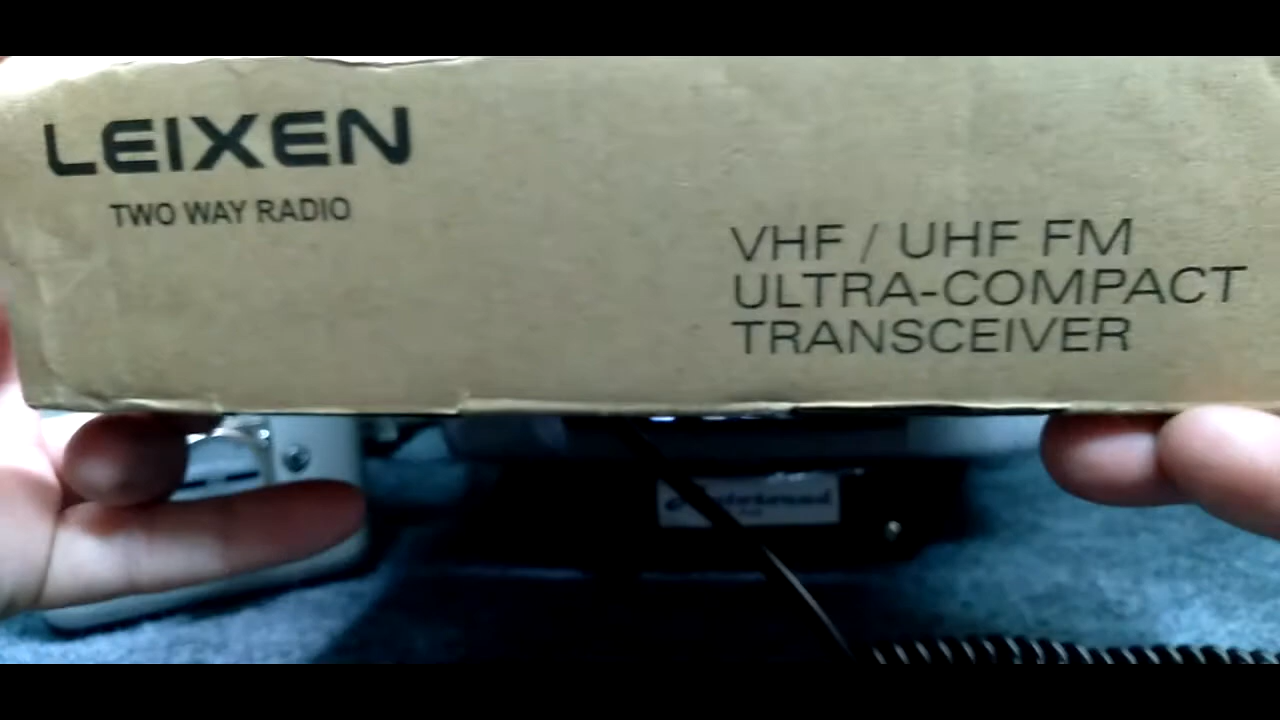 LEIXEN
TWO WAY RADIO
VHF / UHF FM
ULTRA-COMPACT
TRANSCEIVER